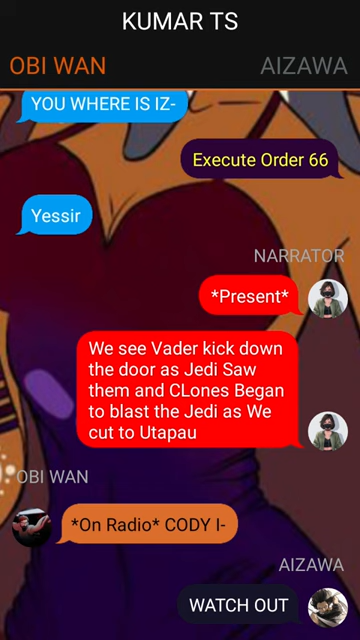 KUMAR TS
OBI WAN
AIZAWA
YOU WHERE IS IZ-
Execute Order 66
Yessir
NARRATOR
*Present*
We see Vader kick down
the door as Jedi Saw
them and CLones Began
to blast the Jedi as We
cut to Utapau
OBI WAN
*On Radio* CODY I-
AIZAWA
WATCH OUT